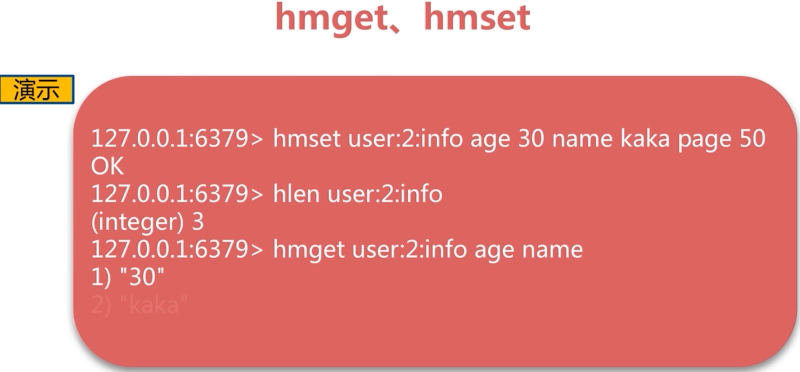 hmget、hmset
演示
127.0.0.1:6379> hmset user:2:info age 30 name kaka page 50
OK
127.0.0.1:6379> hlen user:2:info
(integer) 3
127.0.0.1:6379> hmget user:2:info age name
1) "30"
2) "kaka"